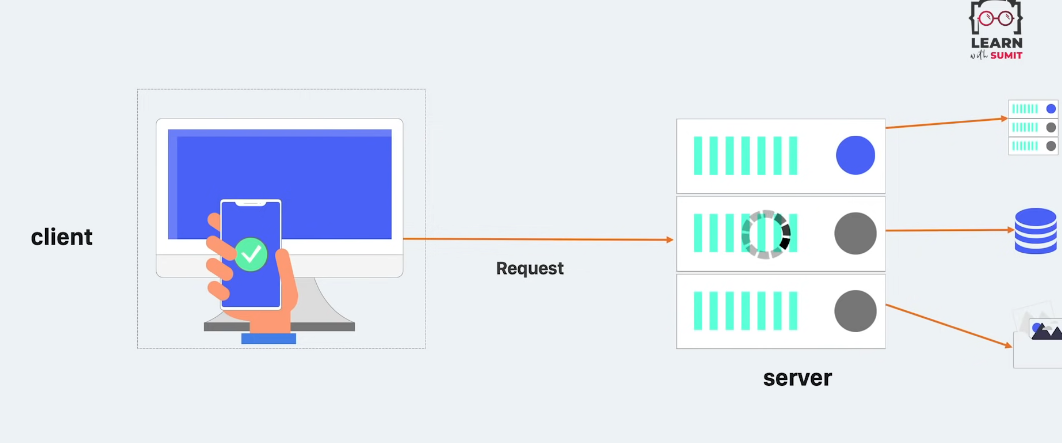 LEARN
with SUMIT
client
Request
server